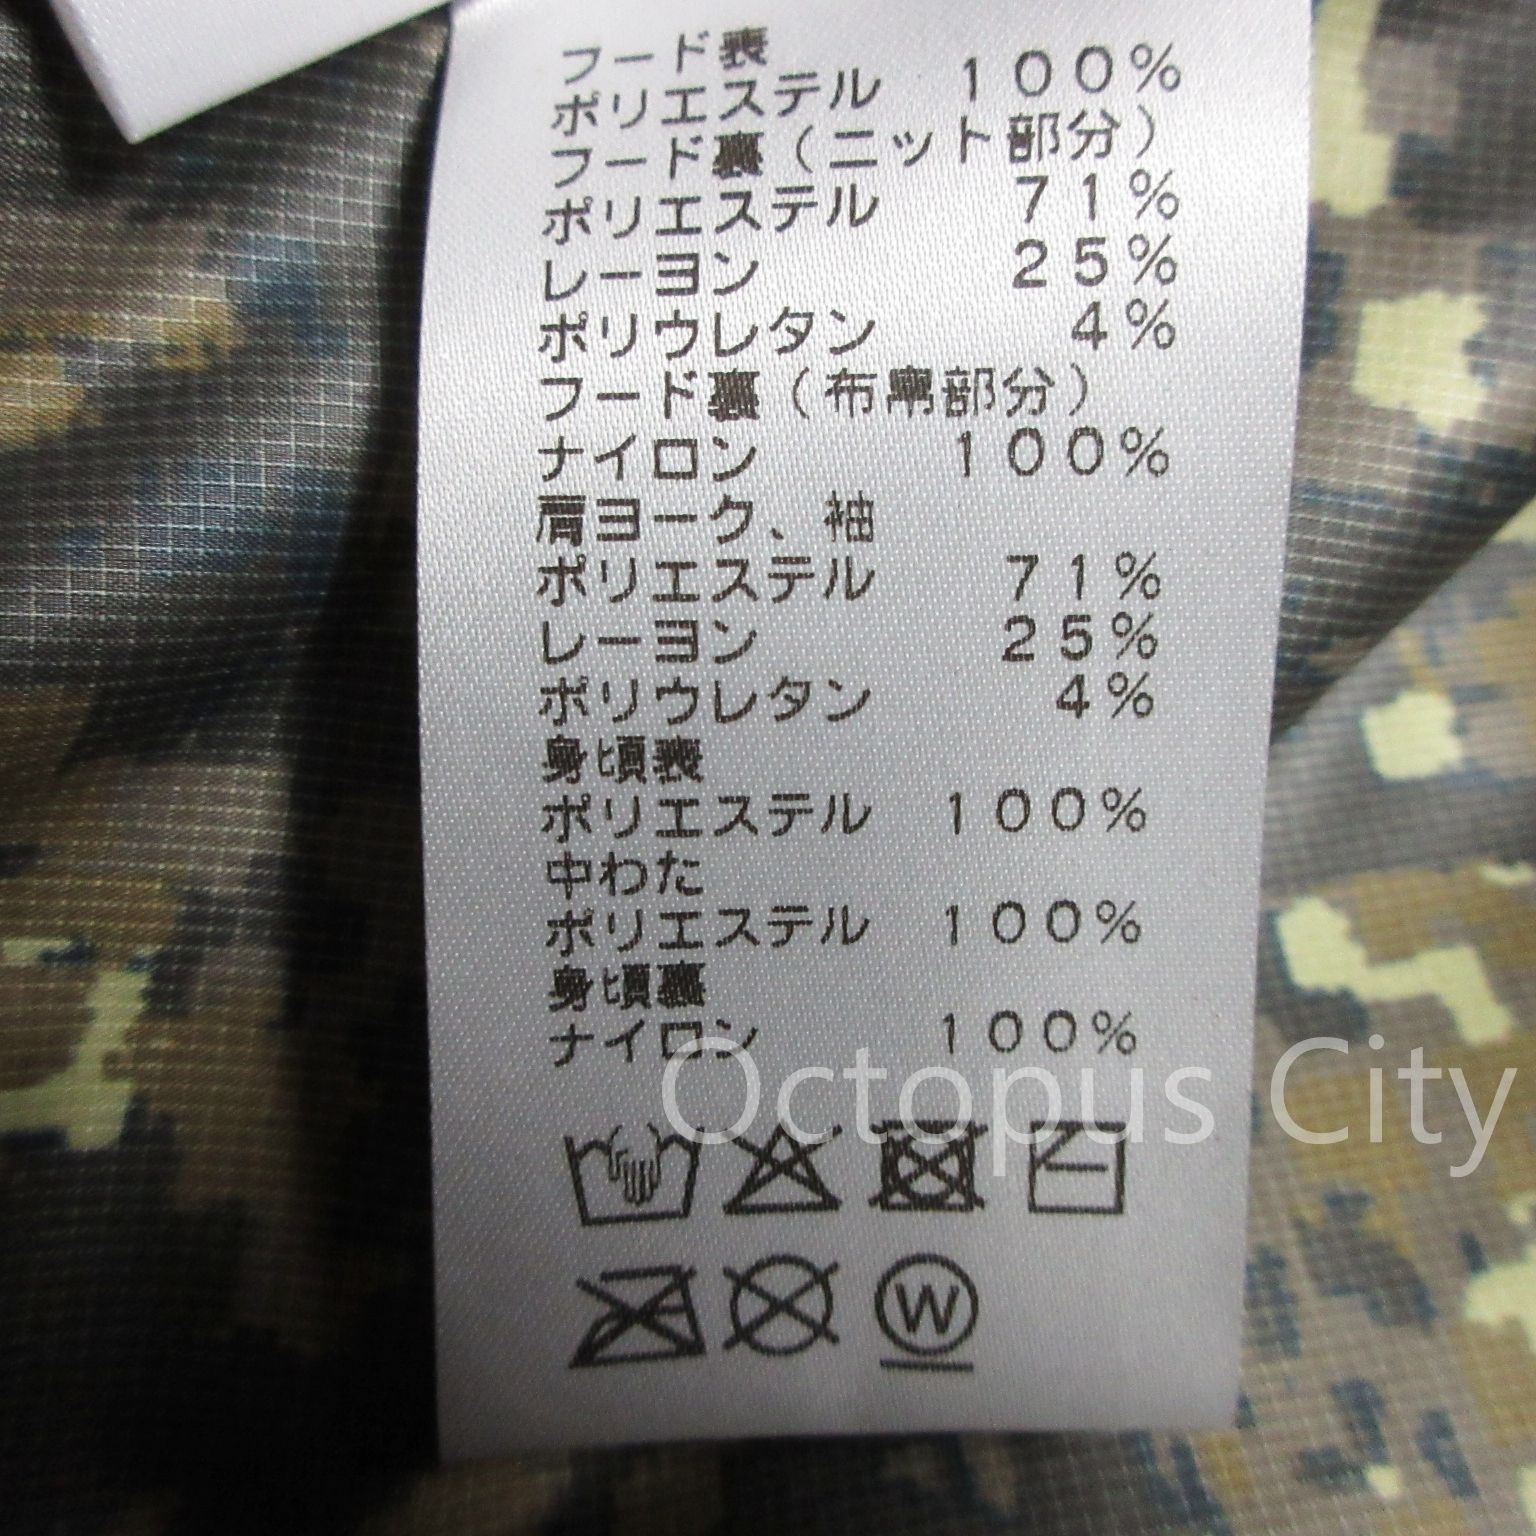 フード表
ポリエステル 100%
フード裏（ニット部分）
ポリエステル 71%
レーヨン 25%
ポリウレタン 4%
フード裏（布帛部分）
ナイロン 100%
肩ヨーク、袖
ポリエステル 71%
レーヨン 25%
ポリウレタン 4%
身頃表
ポリエステル 100%
中わた
ポリエステル 100%
身頃裏
ナイロン 100%
Octopus City
W